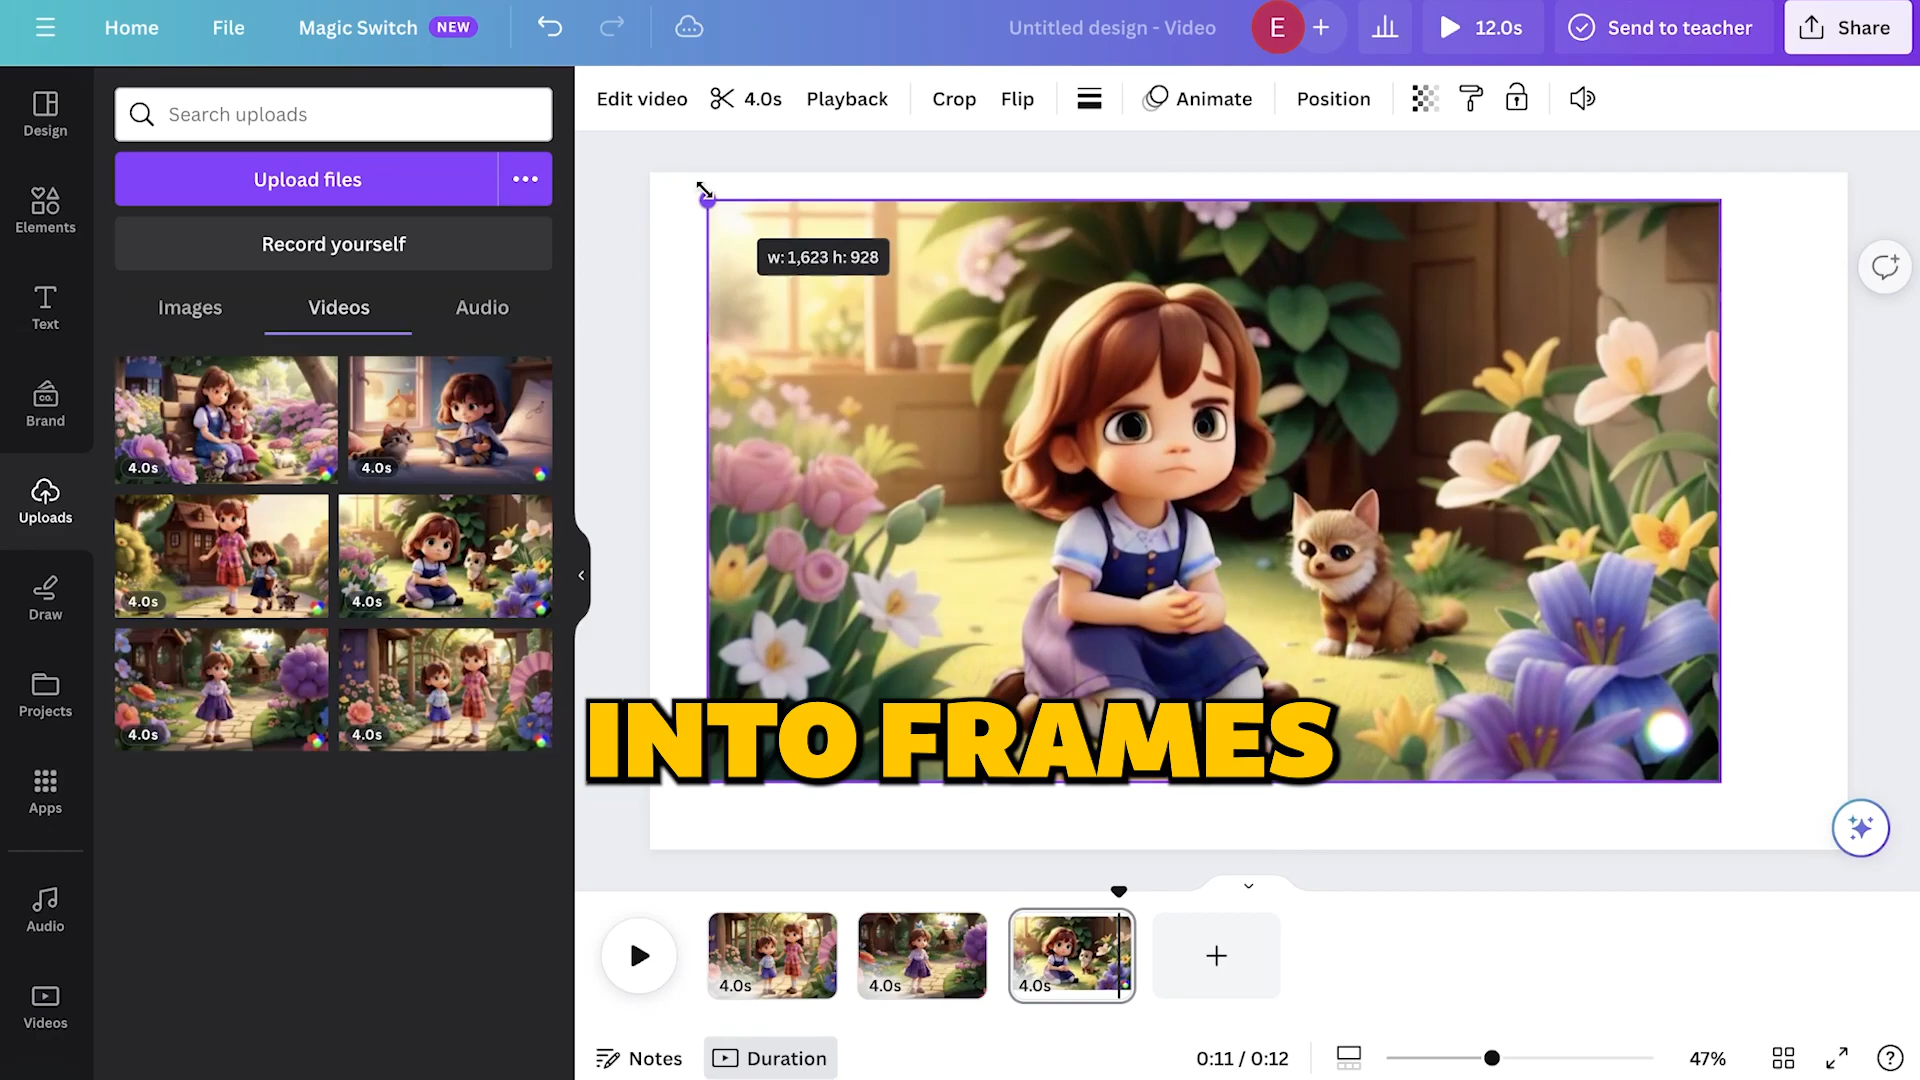 Home
File
Magic Switch
NEW
Untitled design - Video
E
12.0s
Send to teacher
Share
Design
Elements
Text
CO.
Brand
Uploads
Draw
Projects
Apps
Audio
Videos
Search uploads
Upload files
Record yourself
Images
Videos
Audio
4.0s
4.0s
4.0s
4.0s
4.0s
4.0s
Edit video
4.0s
Playback
Crop
Flip
Animate
Position
w: 1,623 h: 928
INTO FRAMES
4.0s
4.0s
4.0s
Notes
Duration
0:11 / 0:12
47%